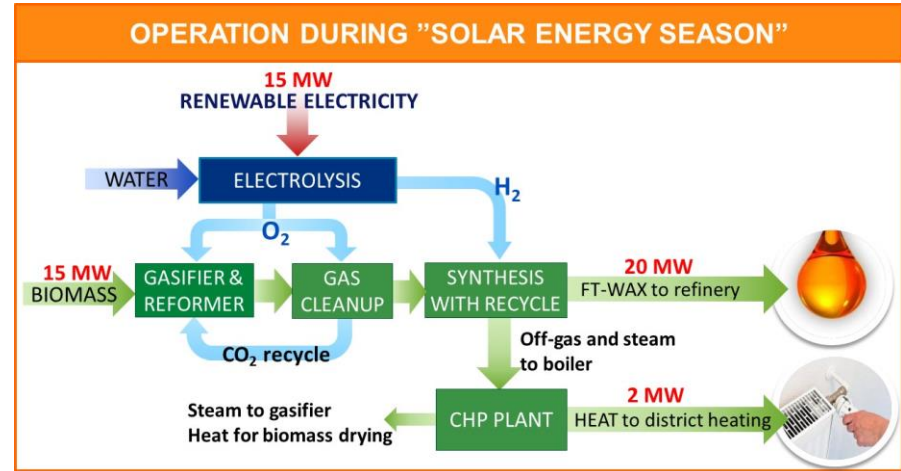 OPERATION DURING ”SOLAR ENERGY SEASON”
15 MW
RENEWABLE ELECTRICITY
WATER
ELECTROLYSIS
H₂
O₂
15 MW
BIOMASS
GASIFIER &
REFORMER
GAS
CLEANUP
SYNTHESIS
WITH RECYCLE
20 MW
FT-WAX to refinery
CO₂ recycle
Off-gas and steam
to boiler
Steam to gasifier
Heat for biomass drying
CHP PLANT
2 MW
HEAT to district heating